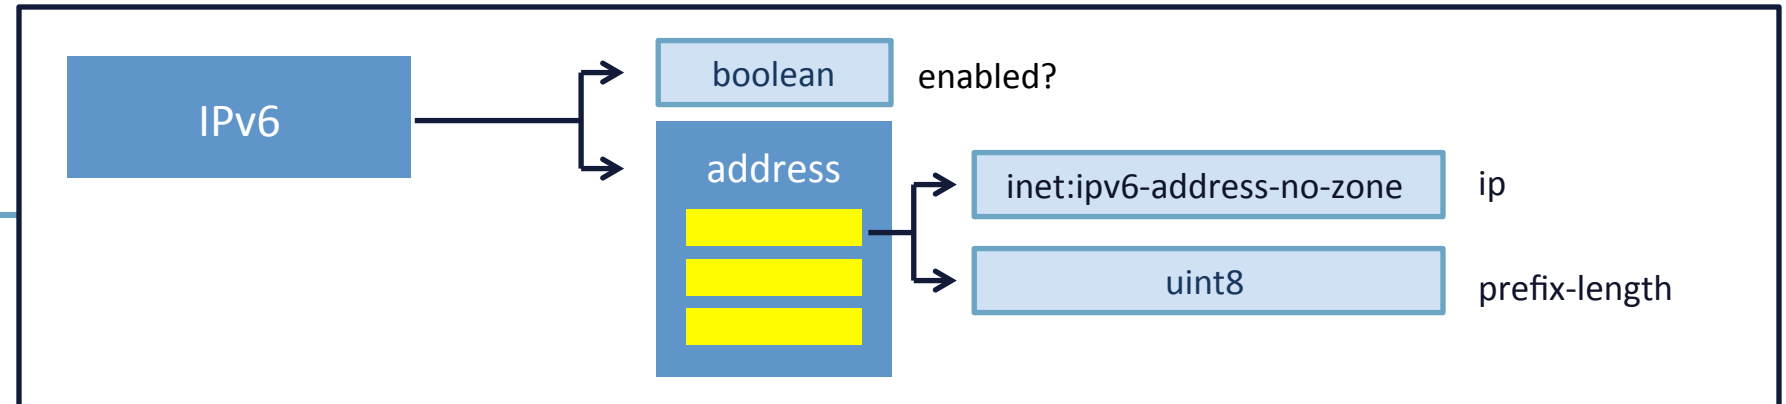 IPv6
boolean
enabled?
address
inet:ipv6-address-no-zone
ip
uint8
prefix-length